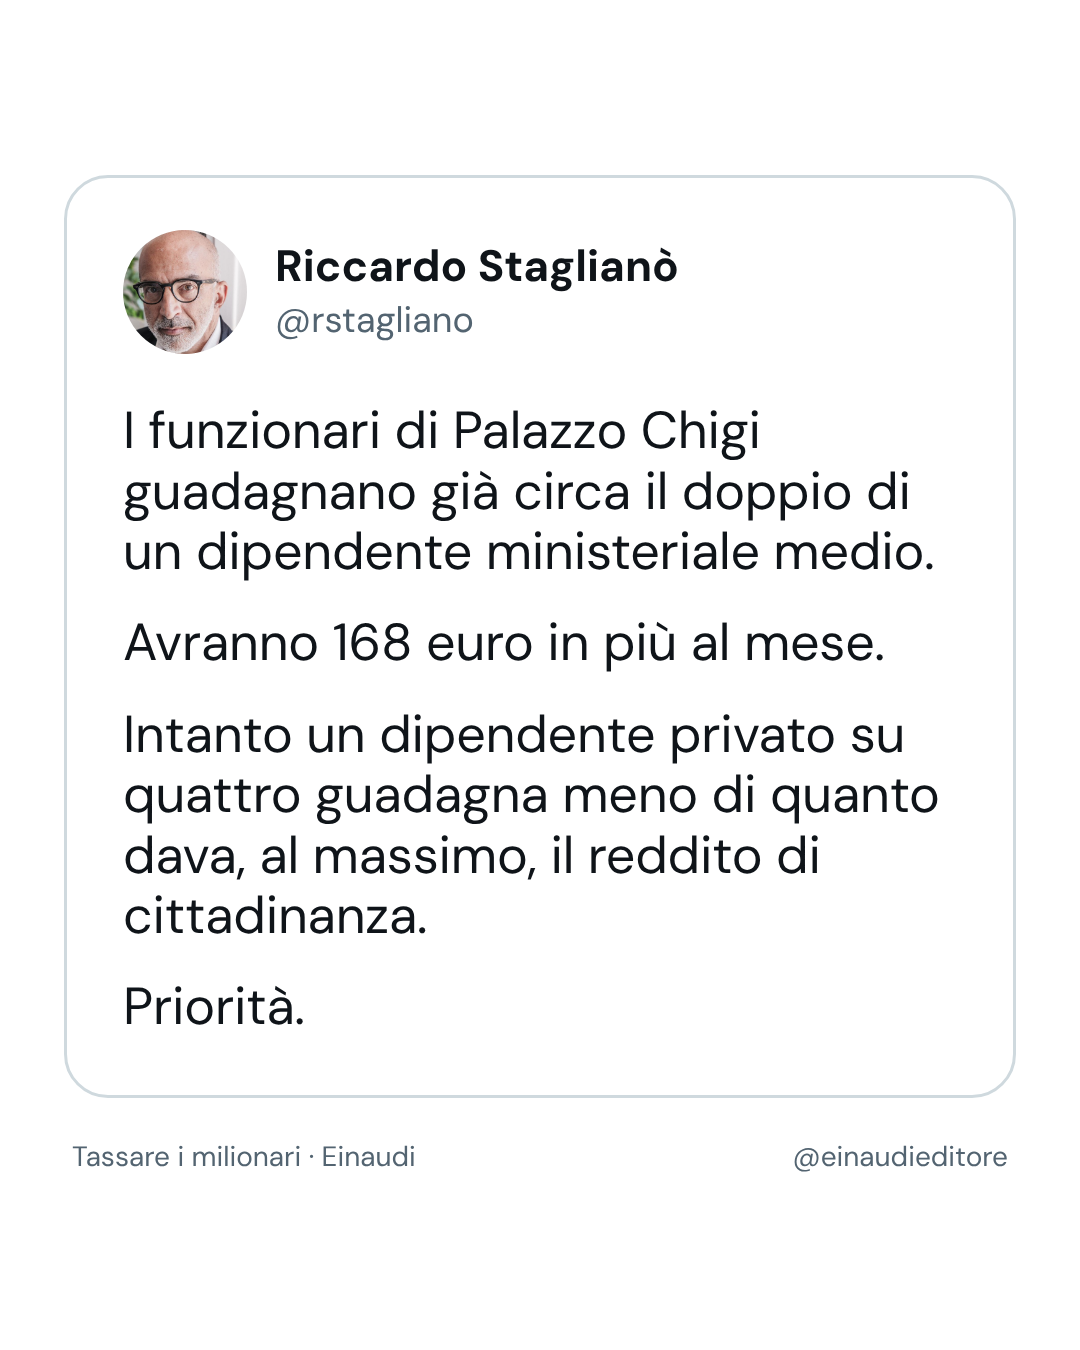 Riccardo Staglianò
@rstagliano
I funzionari di Palazzo Chigi
guadagnano già circa il doppio di
un dipendente ministeriale medio.
Avranno 168 euro in più al mese.
Intanto un dipendente privato su
quattro guadagna meno di quanto
dava, al massimo, il reddito di
cittadinanza.
Priorità.
Tassare i milionari · Einaudi
@einaudieditore